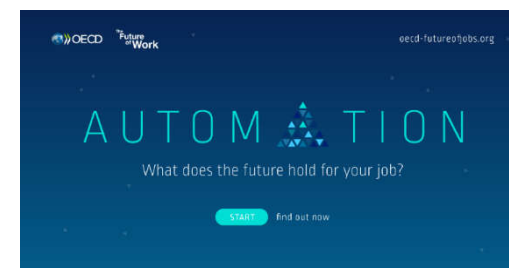 OECD
The Future of Work
oecd-futureofjobs.org
AUTOMATION
What does the future hold for your job?
START find out now